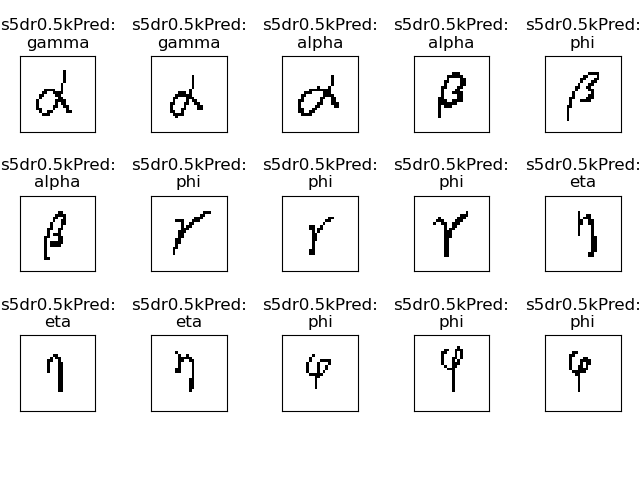 s5dr0.5kPred: s5dr0.5kPred: s5dr0.5kPred: s5dr0.5kPred: s5dr0.5kPred:
gamma gamma alpha alpha phi
α α α β β
s5dr0.5kPred: s5dr0.5kPred: s5dr0.5kPred: s5dr0.5kPred: s5dr0.5kPred:
alpha phi phi phi eta
β γ γ γ η
s5dr0.5kPred: s5dr0.5kPred: s5dr0.5kPred: s5dr0.5kPred: s5dr0.5kPred:
eta eta phi phi phi
η η φ φ φ